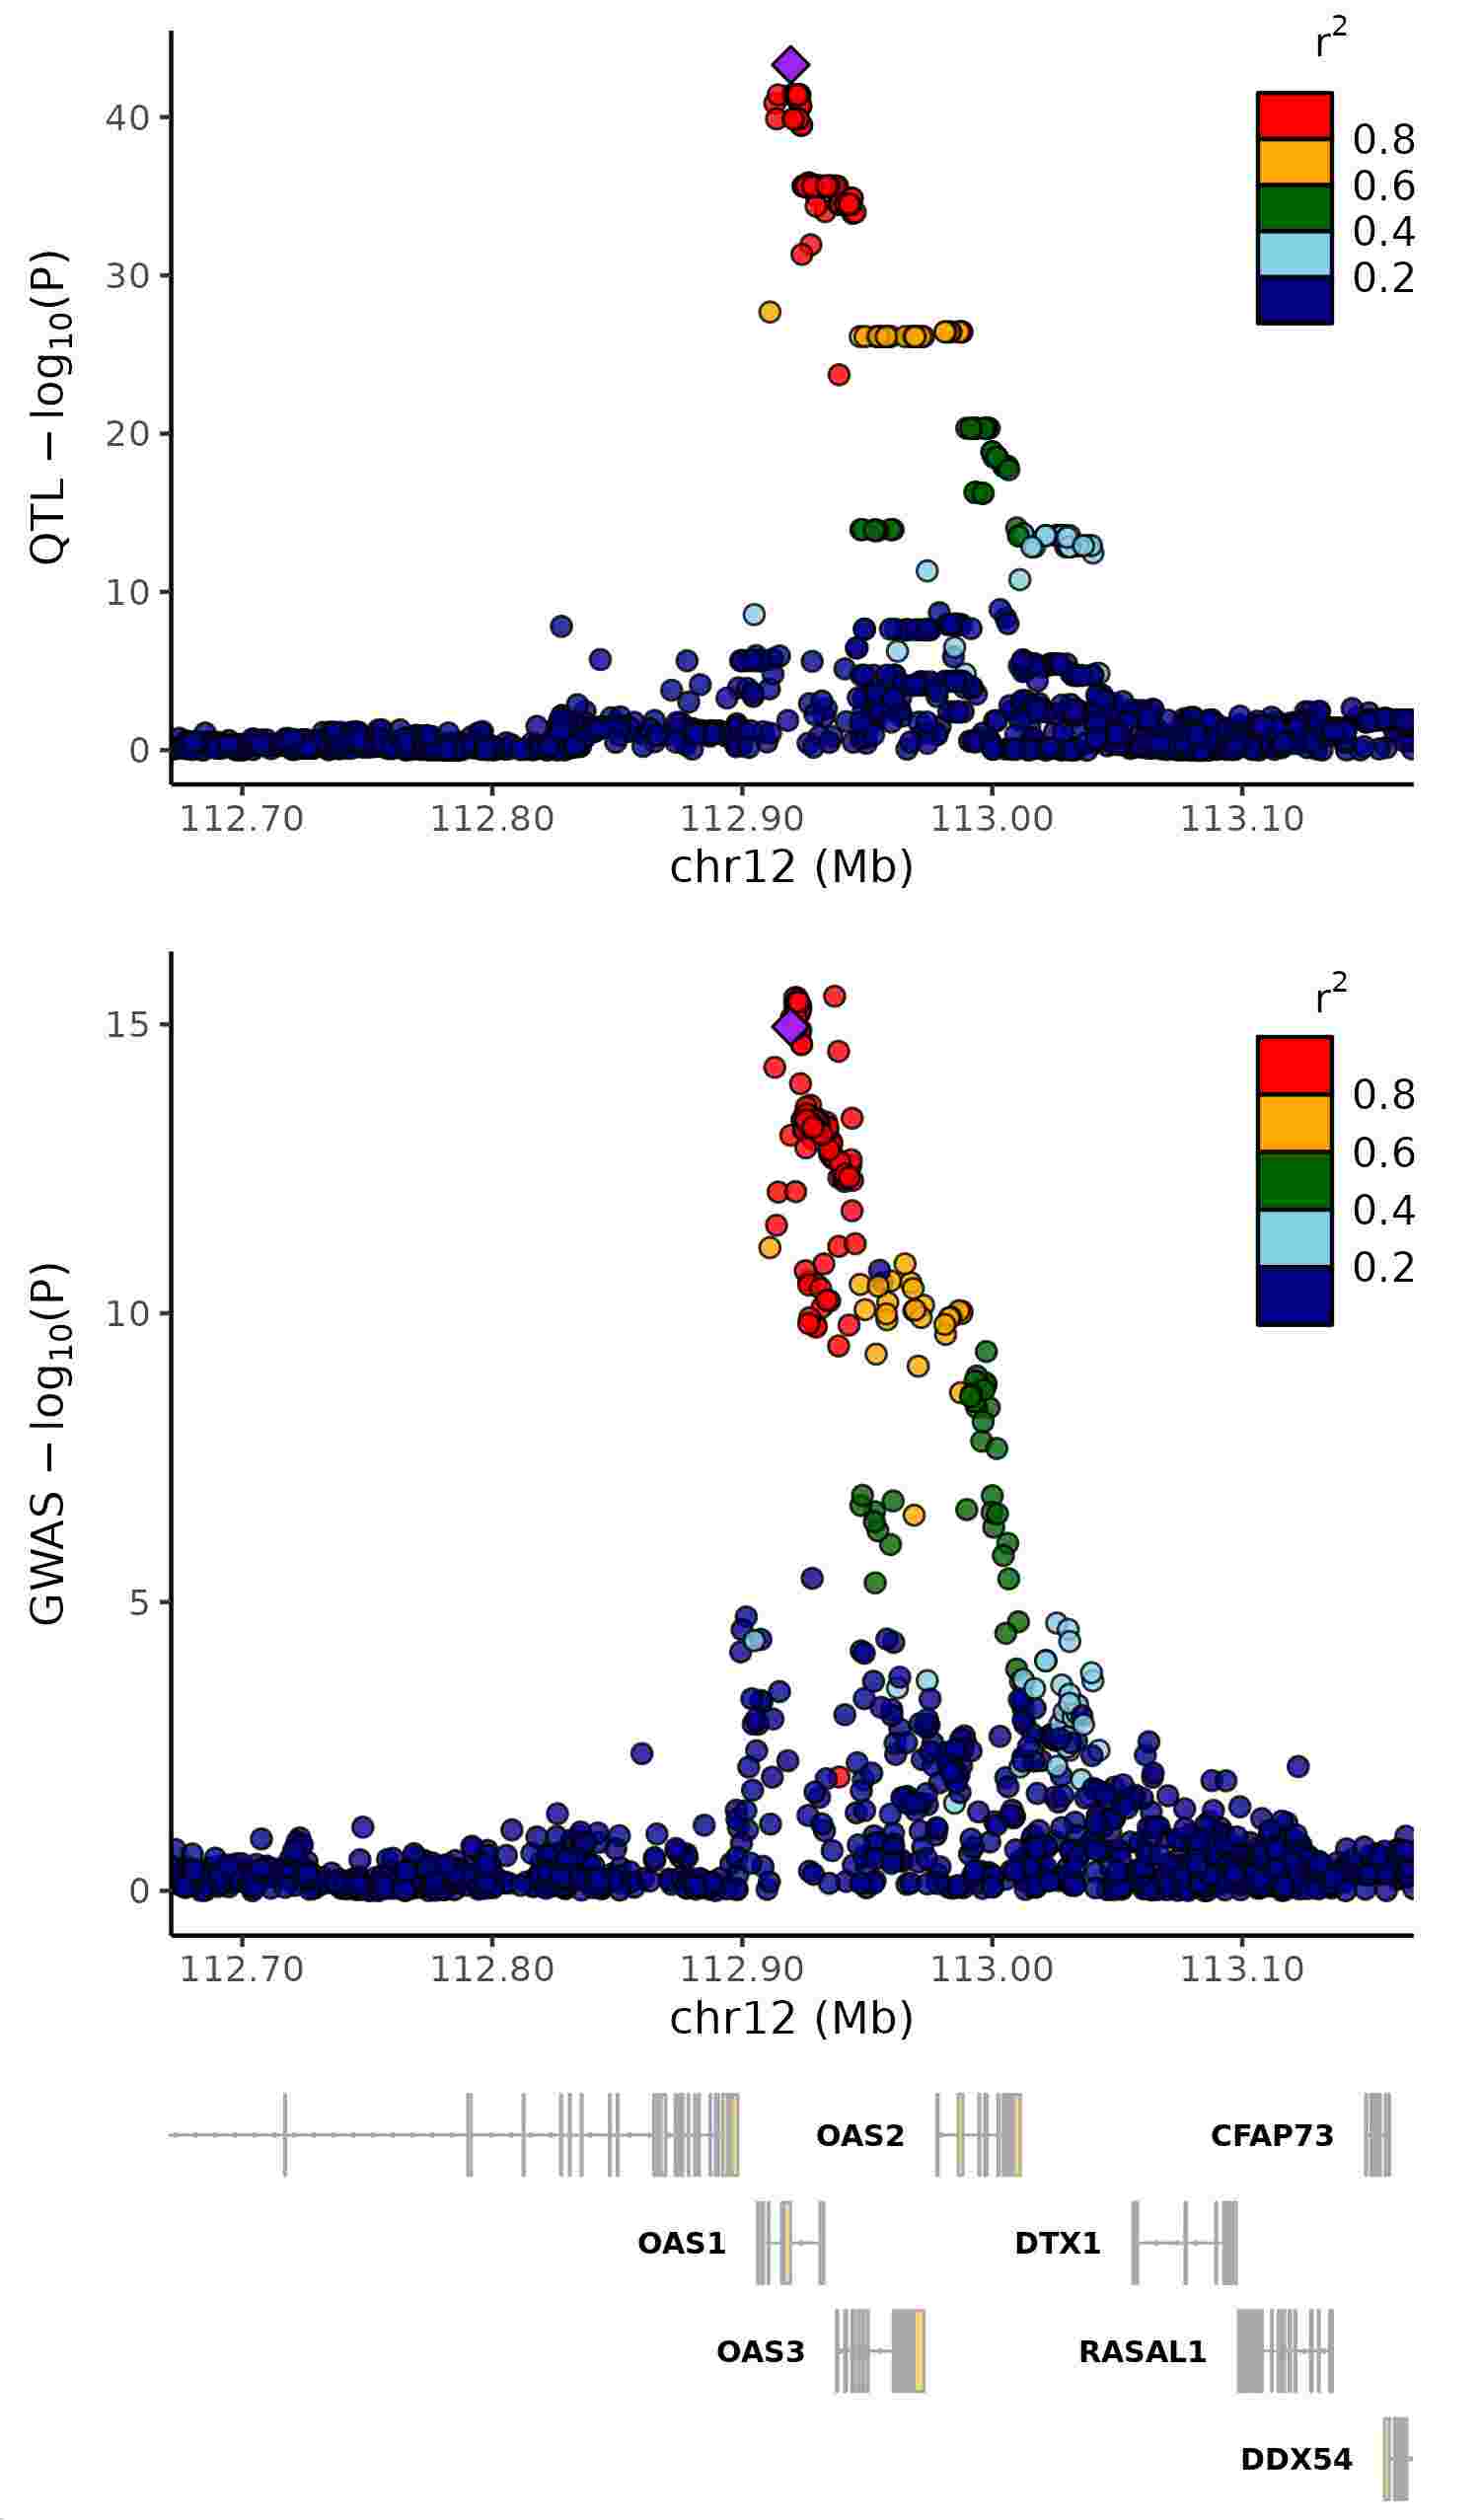 r2
0.8
0.6
0.4
0.2
QTL −log10(P)
40
30
20
10
0
112.70 112.80 112.90 113.00 113.10
chr12 (Mb)
r2
0.8
0.6
0.4
0.2
GWAS −log10(P)
15
10
5
0
112.70 112.80 112.90 113.00 113.10
chr12 (Mb)
OAS2 CFAP73
OAS1 DTX1
OAS3 RASAL1
DDX54